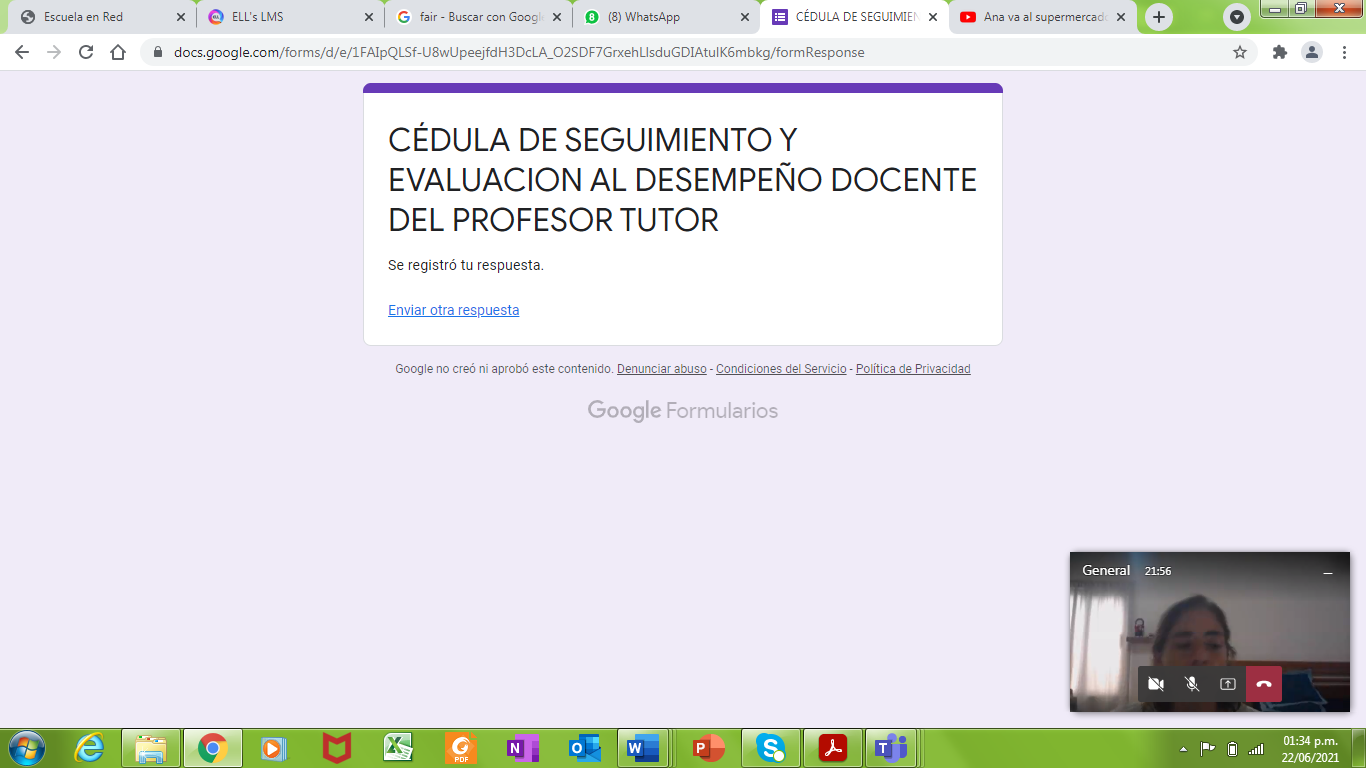 Escuela en Red
ELL's LMS
fair - Buscar con Google
(8) WhatsApp
CÉDULA DE SEGUIMIEN
Ana va al supermercado
docs.google.com/forms/d/e/1FAIpQLSf-U8wUpeejfdH3DcLA_O2SDF7GrxehLlsduGDIAtulK6mbkg/formResponse
CÉDULA DE SEGUIMIENTO Y
EVALUACION AL DESEMPEÑO DOCENTE
DEL PROFESOR TUTOR
Se registró tu respuesta.
Enviar otra respuesta
Google no creó ni aprobó este contenido. Denunciar abuso - Condiciones del Servicio - Política de Privacidad
Google Formularios
General 21:56
01:34 p.m.
22/06/2021